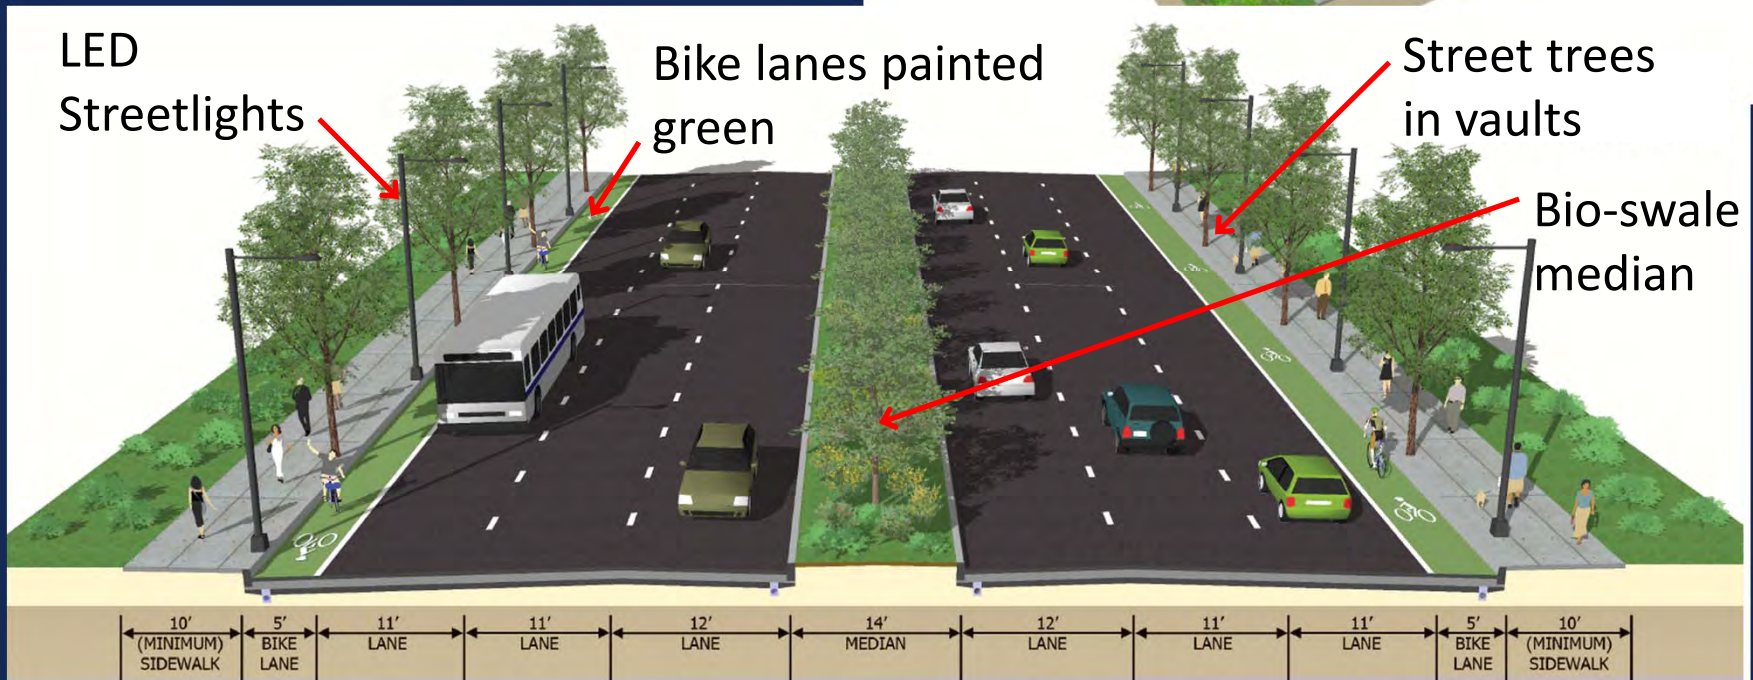 LED
Streetlights
Bike lanes painted
green
Street trees
in vaults
Bio-swale
median
10'
(MINIMUM)
SIDEWALK
5'
BIKE
LANE
11'
LANE
11'
LANE
12'
LANE
14'
MEDIAN
12'
LANE
11'
LANE
11'
LANE
5'
BIKE
LANE
10'
(MINIMUM)
SIDEWALK